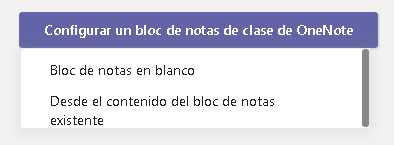 Configurar un bloc de notas de clase de OneNote
Bloc de notas en blanco
Desde el contenido del bloc de notas
existente